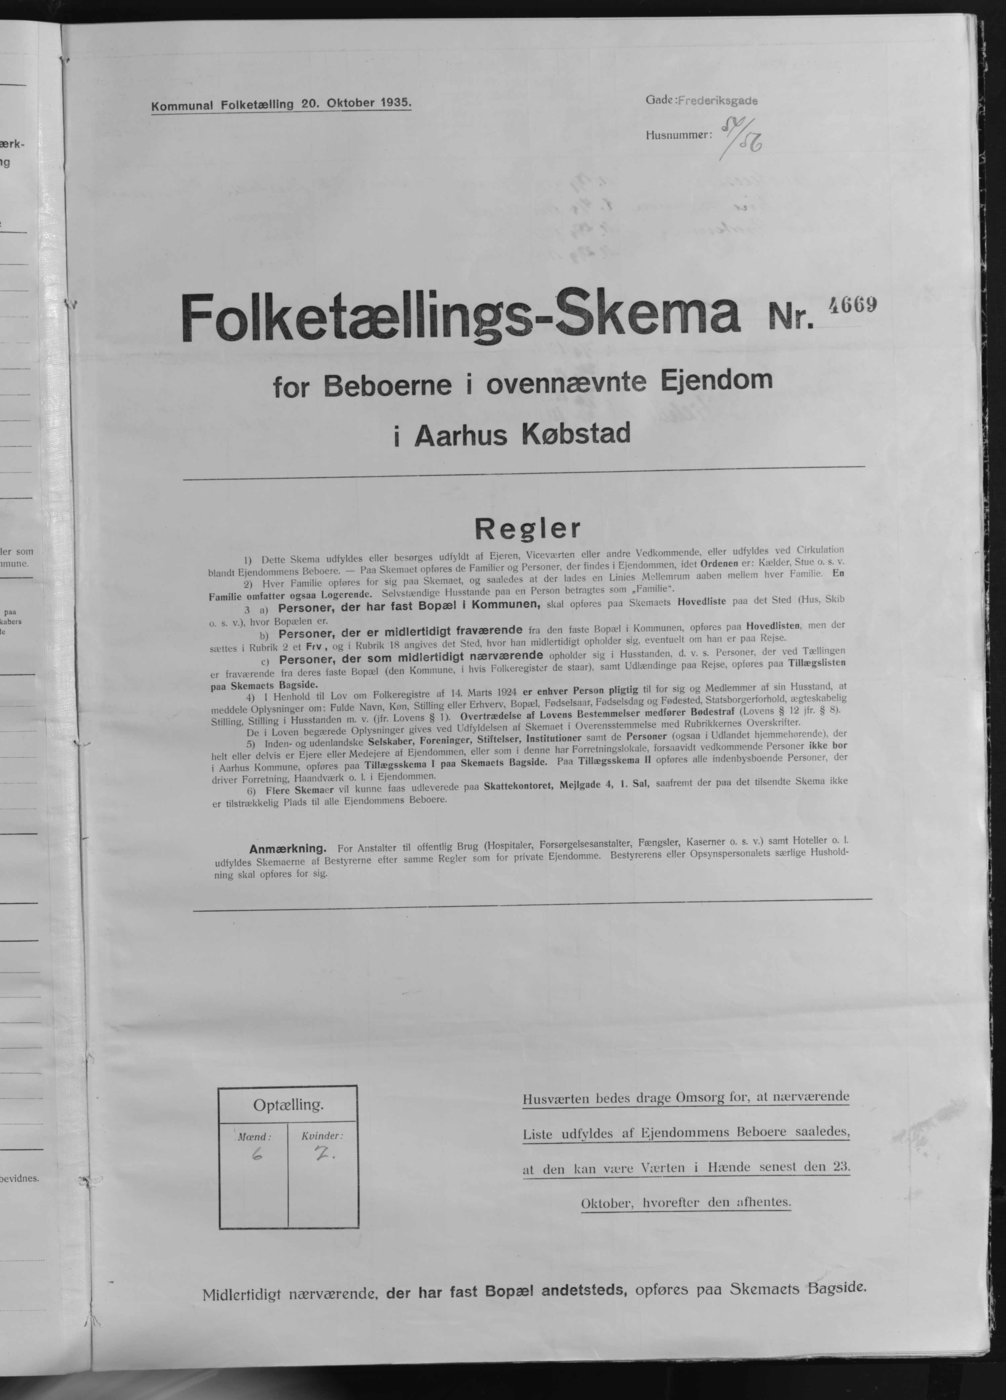 Kommunal Folketælling 20. Oktober 1935.
Gade: Frederiksgade
Husnummer: 54/56
Folketællings-Skema Nr. 4669
for Beboerne i ovennævnte Ejendom
i Aarhus Købstad
Regler
1) Dette Skema udfyldes eller besørges udfyldt af Ejeren, Viceværten eller andre Vedkommende, eller udfyldes ved Cirkulation
blandt Ejendommens Beboere. — Paa Skemaet opføres de Familier og Personer, der findes i Ejendommen, idet Ordenen er: Kælder, Stue o. s. v.
2) Hver Familie opføres for sig paa Skemaet, og saaledes at der lades en Linies Mellemrum aaben mellem hver Familie. En
Familie omfatter ogsaa Logerende. Selvstændige Husstande paa en Person betragtes som „Familie“.
3 a) Personer, der har fast Bopæl i Kommunen, skal opføres paa Skemaets Hovedliste paa det Sted (Hus, Skib
o. s. v.), hvor Bopælen er.
b) Personer, der er midlertidigt fraværende fra den faste Bopæl i Kommunen, opføres paa Hovedlisten, men der
sættes i Rubrik 2 et Frv, og i Rubrik 18 angives det Sted, hvor han midlertidigt opholder sig, eventuelt om han er paa Rejse.
c) Personer, der som midlertidigt nærværende opholder sig i Husstanden, d. v. s. Personer, der ved Tællingen
er fraværende fra deres faste Bopæl (den Kommune, i hvis Folkeregister de staar), samt Udlændinge paa Rejse, opføres paa Tillægslisten
paa Skemaets Bagside.
4) I Henhold til Lov om Folkeregistre af 14. Marts 1924 er enhver Person pligtig til for sig og Medlemmer af sin Husstand, at
meddele Oplysninger om: Fulde Navn, Køn, Stilling eller Erhverv, Bopæl, Fødselsaar, Fødselsdag og Fødested, Statsborgerforhold, ægteskabelig
Stilling, Stilling i Husstanden m. v. (jfr. Lovens § 1). Overtrædelse af Lovens Bestemmelser medfører Bødestraf (Lovens § 12 jfr. § 8).
De i Loven begærede Oplysninger gives ved Udfyldelsen af Skemaet i Overensstemmelse med Rubrikkernes Overskrifter.
5) Inden- og udenlandske Selskaber, Foreninger, Stiftelser, Institutioner samt de Personer (ogsaa i Udlandet hjemmehørende), der
helt eller delvis er Ejere eller Medejere af Ejendommen, eller som i denne har Forretningslokale, forsaavidt vedkommende Personer ikke bor
i Aarhus Kommune, opføres paa Tillægsskema I paa Skemaets Bagside. Paa Tillægsskema II opføres alle indenbysboende Personer, der
driver Forretning, Haandværk o. l. i Ejendommen.
6) Flere Skemaer vil kunne faas udleverede paa Skattekontoret, Mejlgade 4, 1. Sal, saafremt der paa det tilsendte Skema ikke
er tilstrækkelig Plads til alle Ejendommens Beboere.
Anmærkning. For Anstalter til offentlig Brug (Hospitaler, Forsørgelsesanstalter, Fængsler, Kaserner o. s. v.) samt Hoteller o. l.
udfyldes Skemaerne af Bestyrerne efter samme Regler som for private Ejendomme. Bestyrerens eller Opsynspersonalets særlige Hushold-
ning skal opføres for sig.
Optælling.
Mænd: Kvinder:
6 7.
Husværten bedes drage Omsorg for, at nærværende
Liste udfyldes af Ejendommens Beboere saaledes,
at den kan være Værten i Hænde senest den 23.
Oktober, hvorefter den afhentes.
Midlertidigt nærværende, der har fast Bopæl andetsteds, opføres paa Skemaets Bagside.